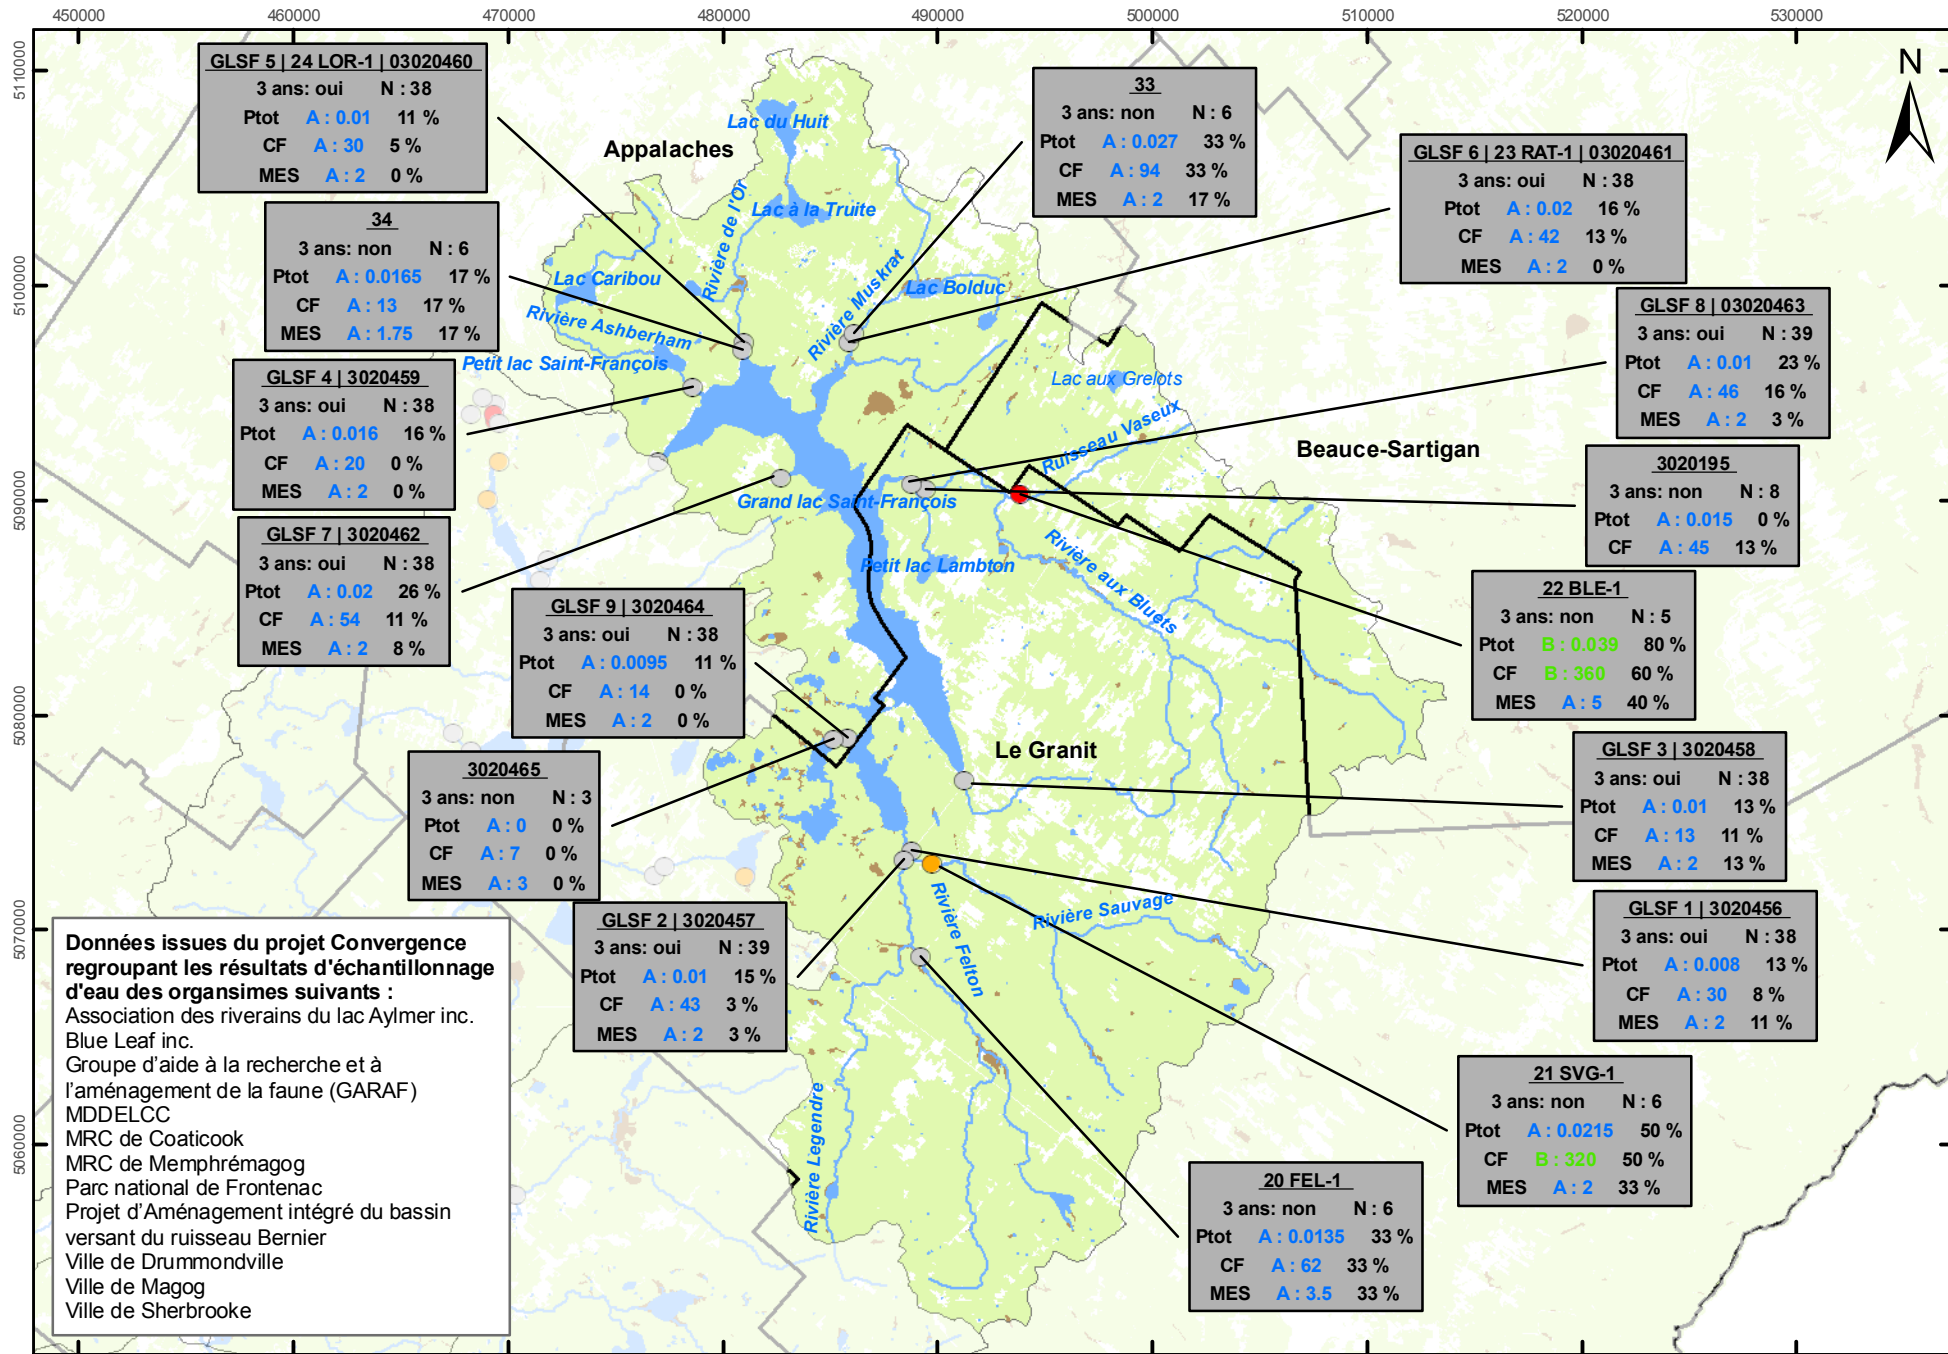 450000
460000
470000
480000
490000
500000
510000
520000
530000
5110000
5100000
5090000
5080000
5070000
5060000
N
GLSF 5 | 24 LOR-1 | 03020460
3 ans: oui N : 38
Ptot A : 0.01 11 %
CF A : 30 5 %
MES A : 2 0 %
34
3 ans: non N : 6
Ptot A : 0.0165 17 %
CF A : 13 17 %
MES A : 1.75 17 %
GLSF 4 | 3020459
3 ans: oui N : 38
Ptot A : 0.016 16 %
CF A : 20 0 %
MES A : 2 0 %
GLSF 7 | 3020462
3 ans: oui N : 38
Ptot A : 0.02 26 %
CF A : 54 11 %
MES A : 2 8 %
GLSF 9 | 3020464
3 ans: oui N : 38
Ptot A : 0.0095 11 %
CF A : 14 0 %
MES A : 2 0 %
3020465
3 ans: non N : 3
Ptot A : 0 0 %
CF A : 7 0 %
MES A : 3 0 %
GLSF 2 | 3020457
3 ans: oui N : 39
Ptot A : 0.01 15 %
CF A : 43 3 %
MES A : 2 3 %
33
3 ans: non N : 6
Ptot A : 0.027 33 %
CF A : 94 33 %
MES A : 2 17 %
GLSF 6 | 23 RAT-1 | 03020461
3 ans: oui N : 38
Ptot A : 0.02 16 %
CF A : 42 13 %
MES A : 2 0 %
GLSF 8 | 03020463
3 ans: oui N : 39
Ptot A : 0.01 23 %
CF A : 46 16 %
MES A : 2 3 %
3020195
3 ans: non N : 8
Ptot A : 0.015 0 %
CF A : 45 13 %
22 BLE-1
3 ans: non N : 5
Ptot B : 0.039 80 %
CF B : 360 60 %
MES A : 5 40 %
GLSF 3 | 3020458
3 ans: oui N : 38
Ptot A : 0.01 13 %
CF A : 13 11 %
MES A : 2 13 %
GLSF 1 | 3020456
3 ans: oui N : 38
Ptot A : 0.008 13 %
CF A : 30 8 %
MES A : 2 11 %
21 SVG-1
3 ans: non N : 6
Ptot A : 0.0215 50 %
CF B : 320 50 %
MES A : 2 33 %
20 FEL-1
3 ans: non N : 6
Ptot A : 0.0135 33 %
CF A : 62 33 %
MES A : 3.5 33 %
Appalaches
Beauce-Sartigan
Le Granit
Lac du Huit
Lac à la Truite
Rivière de l'Or
Lac Caribou
Rivière Muskrat
Lac Bolduc
Rivière Ashberham
Petit lac Saint-François
Lac aux Grelots
Ruisseau Vaseux
Grand lac Saint-François
Petit lac Lambton
Rivière aux Bluets
Rivière Sauvage
Rivière Felton
Rivière Legendre
Données issues du projet Convergence
regroupant les résultats d'échantillonnage
d'eau des organsimes suivants :
Association des riverains du lac Aylmer inc.
Blue Leaf inc.
Groupe d'aide à la recherche et à
l'aménagement de la faune (GARAF)
MDDELCC
MRC de Coaticook
MRC de Memphrémagog
Parc national de Frontenac
Projet d'Aménagement intégré du bassin
versant du ruisseau Bernier
Ville de Drummondville
Ville de Magog
Ville de Sherbrooke